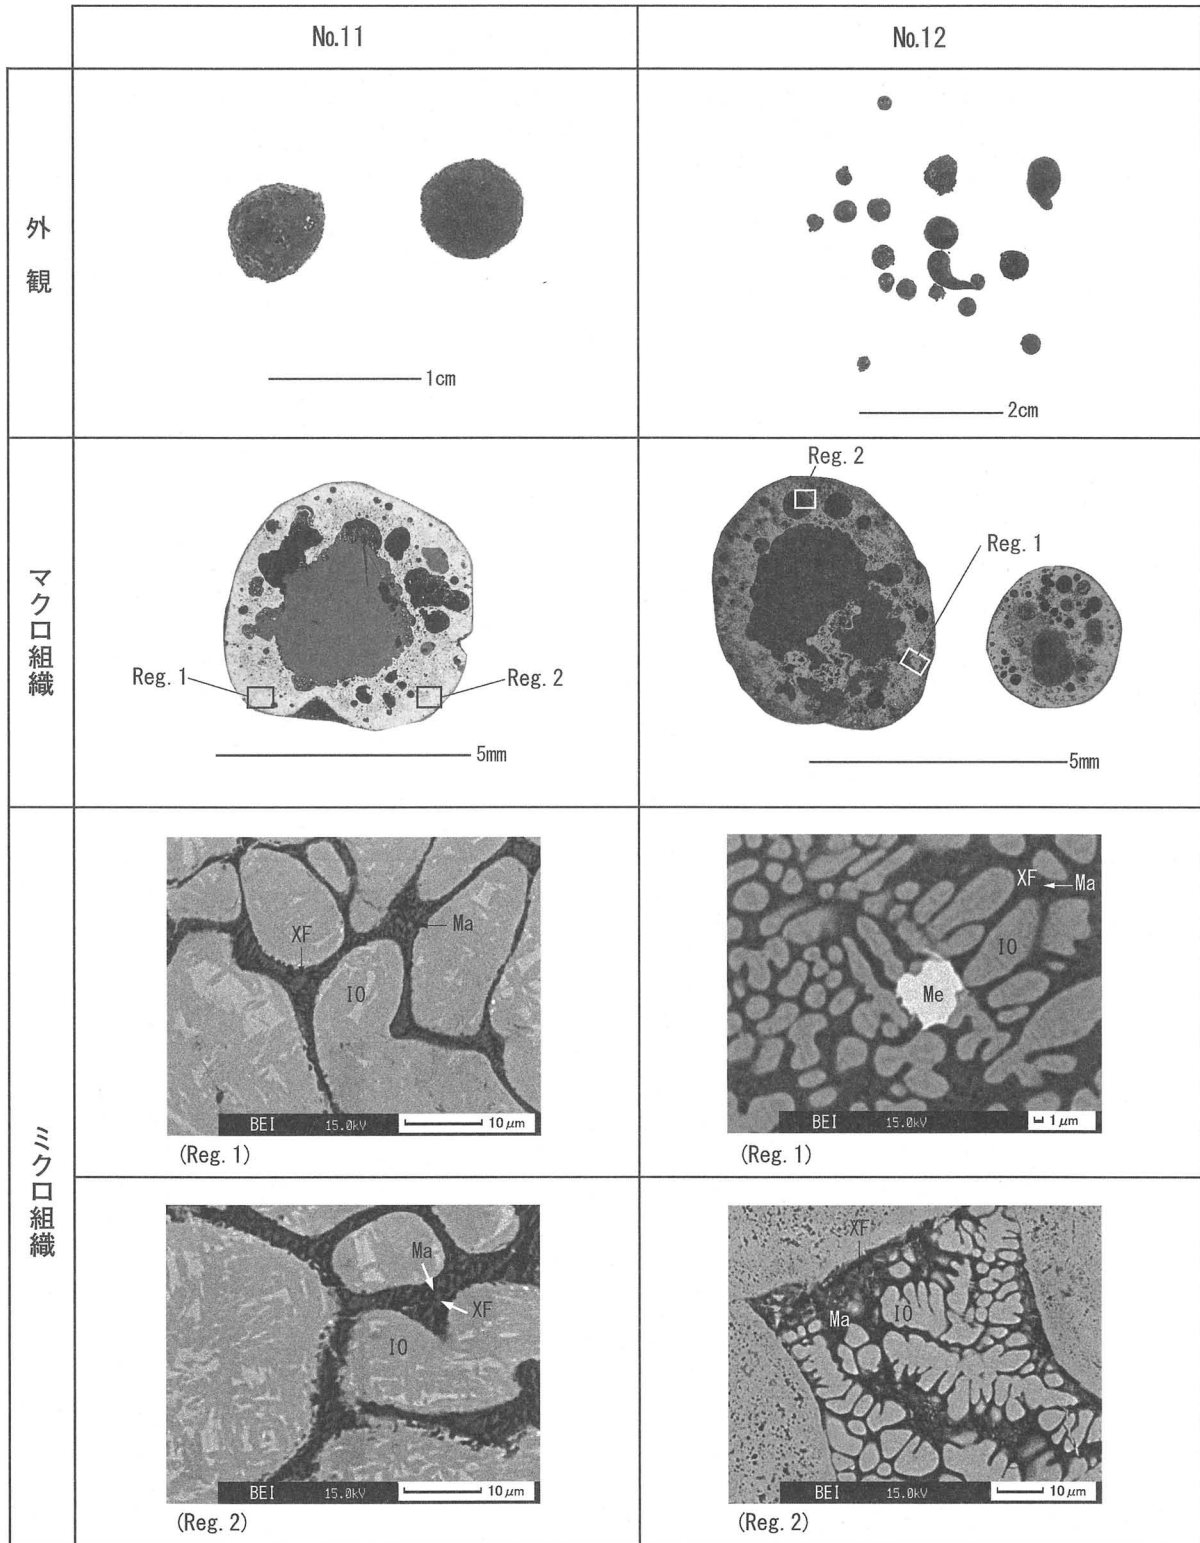 No.11
No.12
外観
1cm
2cm
マクロ組織
Reg. 1
Reg. 2
5mm
Reg. 2
Reg. 1
5mm
ミクロ組織
XF
Ma
IO
BEI 15.0kV 10 μm
(Reg. 1)
XF
Ma
IO
Me
BEI 15.0kV 1 μm
(Reg. 1)
Ma
XF
IO
BEI 15.0kV 10 μm
(Reg. 2)
XF
Ma
IO
BEI 15.0kV 10 μm
(Reg. 2)